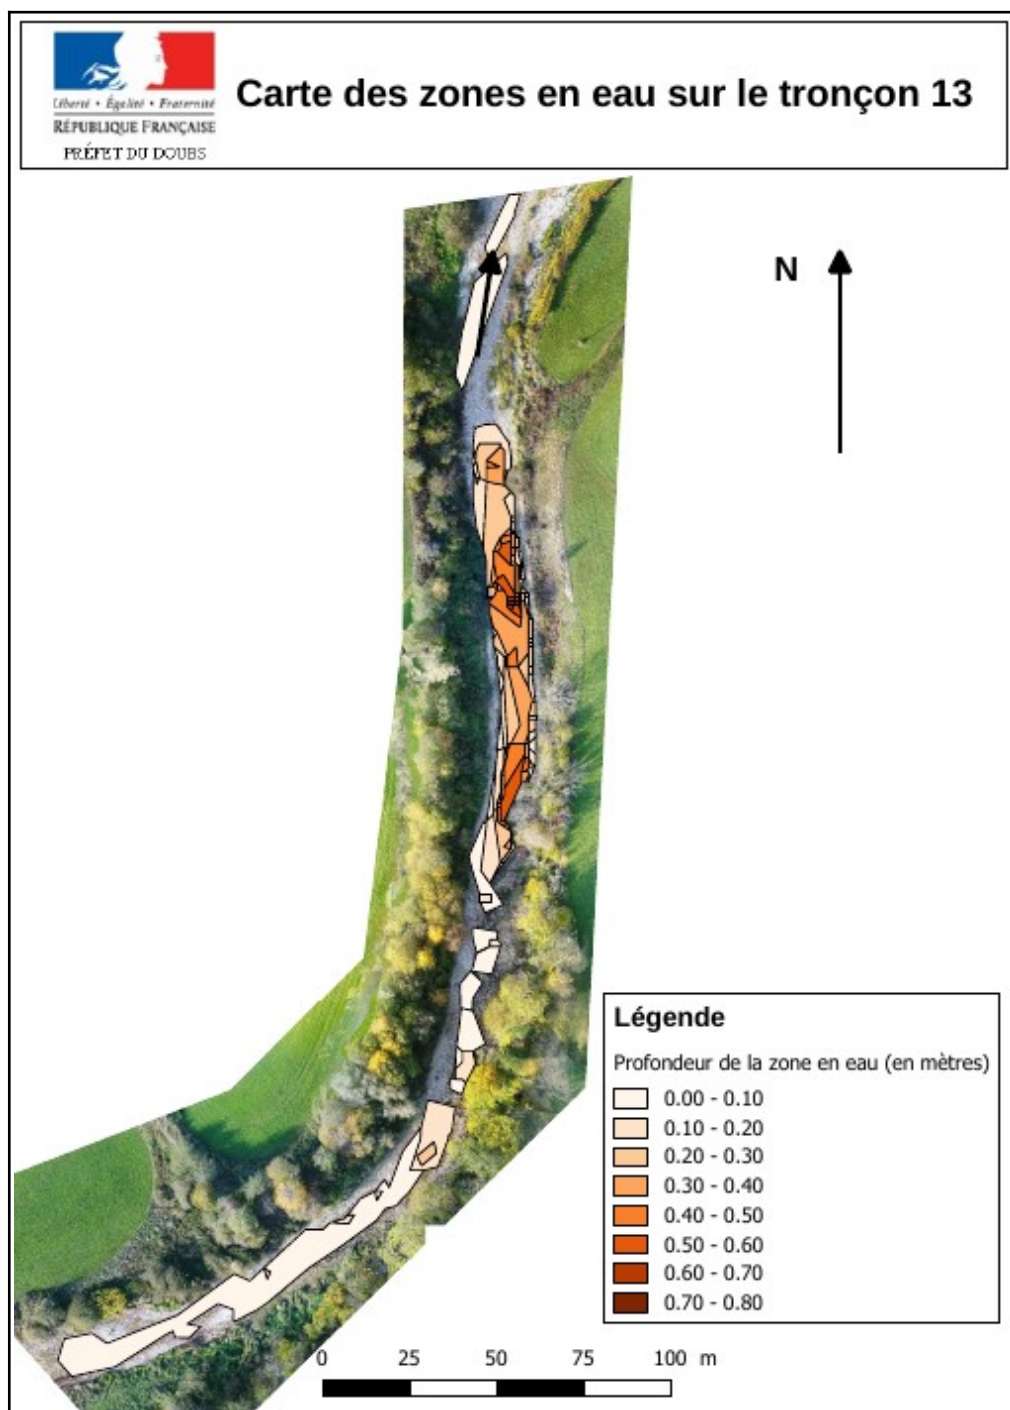 Liberté • Égalité • Fraternité
RÉPUBLIQUE FRANÇAISE
PRÉFET DU DOUBS
Carte des zones en eau sur le tronçon 13
N
Légende
Profondeur de la zone en eau (en mètres)
0.00 - 0.10
0.10 - 0.20
0.20 - 0.30
0.30 - 0.40
0.40 - 0.50
0.50 - 0.60
0.60 - 0.70
0.70 - 0.80
0 25 50 75 100 m